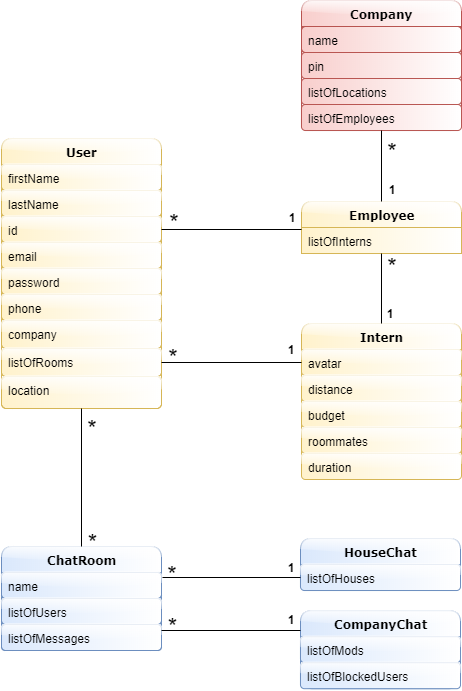 Company
name
pin
listOfLocations
listOfEmployees
*
1
User
firstName
lastName
id
email
password
phone
company
listOfRooms
location
* 1
Employee
listOfInterns
*
1
* 1
Intern
avatar
distance
budget
roommates
duration
*
*
ChatRoom
name
listOfUsers
listOfMessages
* 1
HouseChat
listOfHouses
* 1
CompanyChat
listOfMods
listOfBlockedUsers